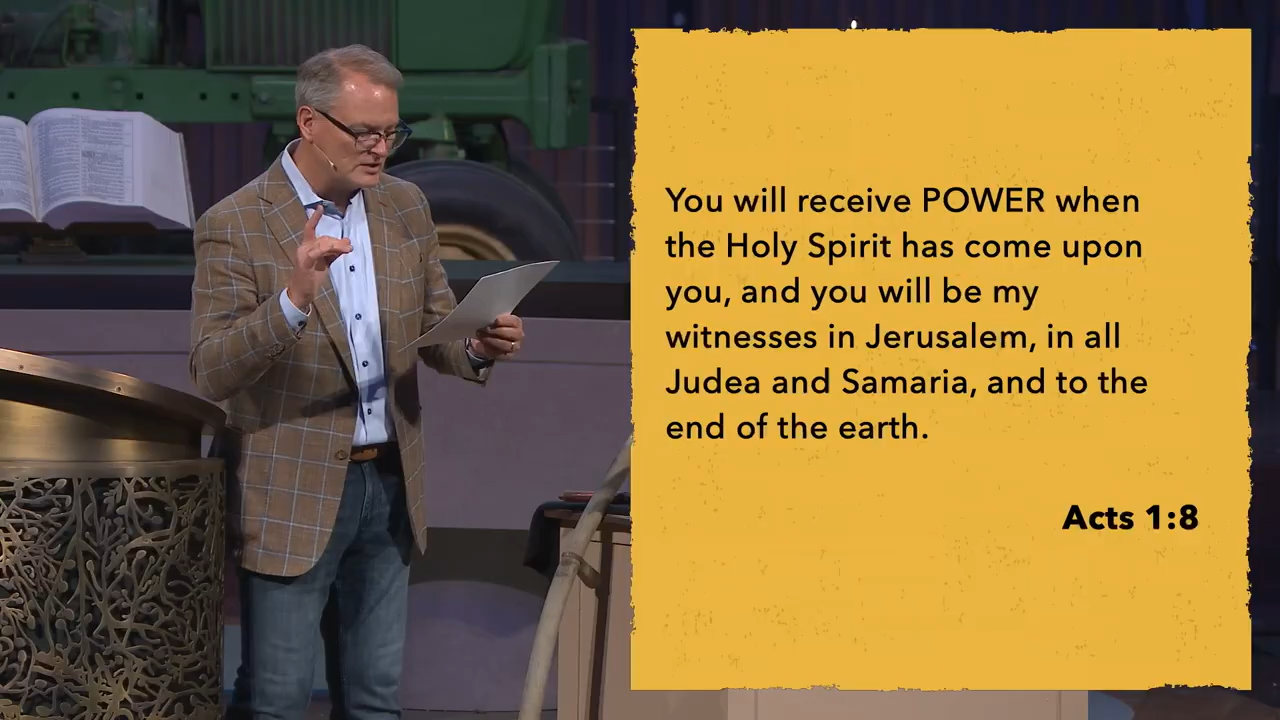 You will receive POWER when
the Holy Spirit has come upon
you, and you will be my
witnesses in Jerusalem, in all
Judea and Samaria, and to the
end of the earth.
Acts 1:8